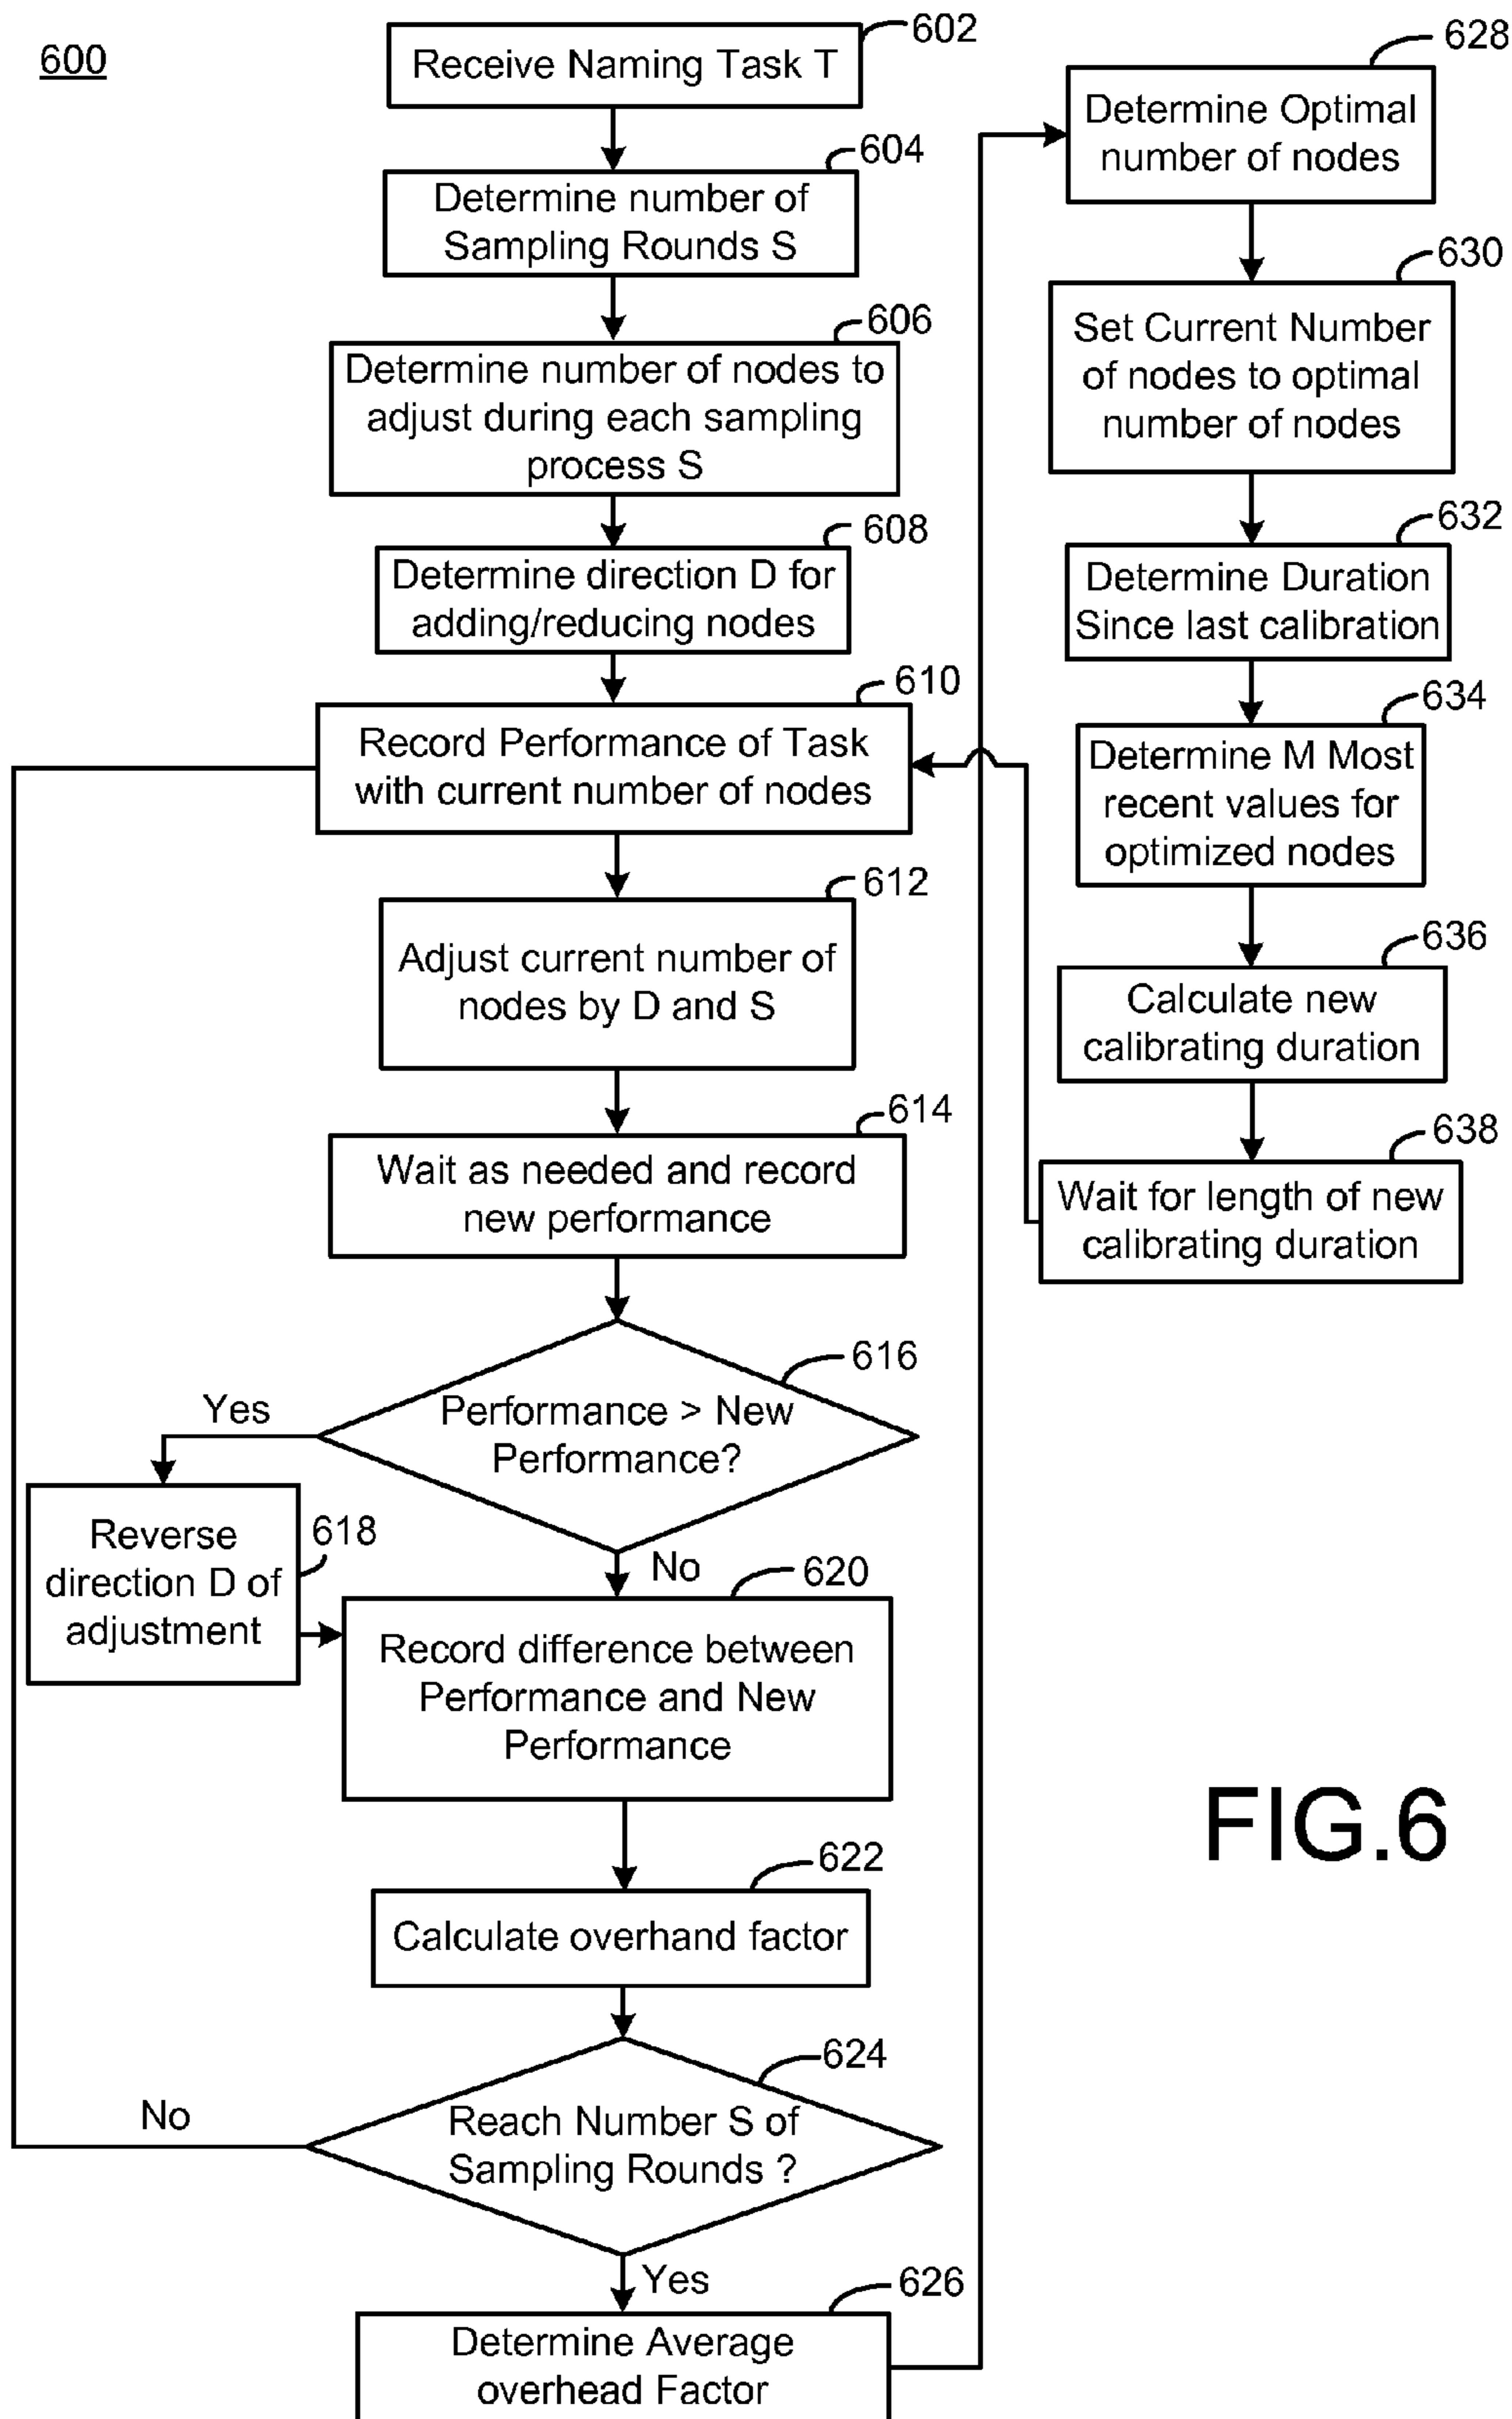 600
602
Receive Naming Task T
604
Determine number of
Sampling Rounds S
606
Determine number of nodes to
adjust during each sampling
process S
608
Determine direction D for
adding/reducing nodes
610
Record Performance of Task
with current number of nodes
612
Adjust current number of
nodes by D and S
614
Wait as needed and record
new performance
616
Performance > New
Performance?
Yes
618
Reverse
direction D of
adjustment
No
620
Record difference between
Performance and New
Performance
622
Calculate overhand factor
624
Reach Number S of
Sampling Rounds ?
No
Yes
626
Determine Average
overhead Factor
628
Determine Optimal
number of nodes
630
Set Current Number
of nodes to optimal
number of nodes
632
Determine Duration
Since last calibration
634
Determine M Most
recent values for
optimized nodes
636
Calculate new
calibrating duration
638
Wait for length of new
calibrating duration
FIG.6